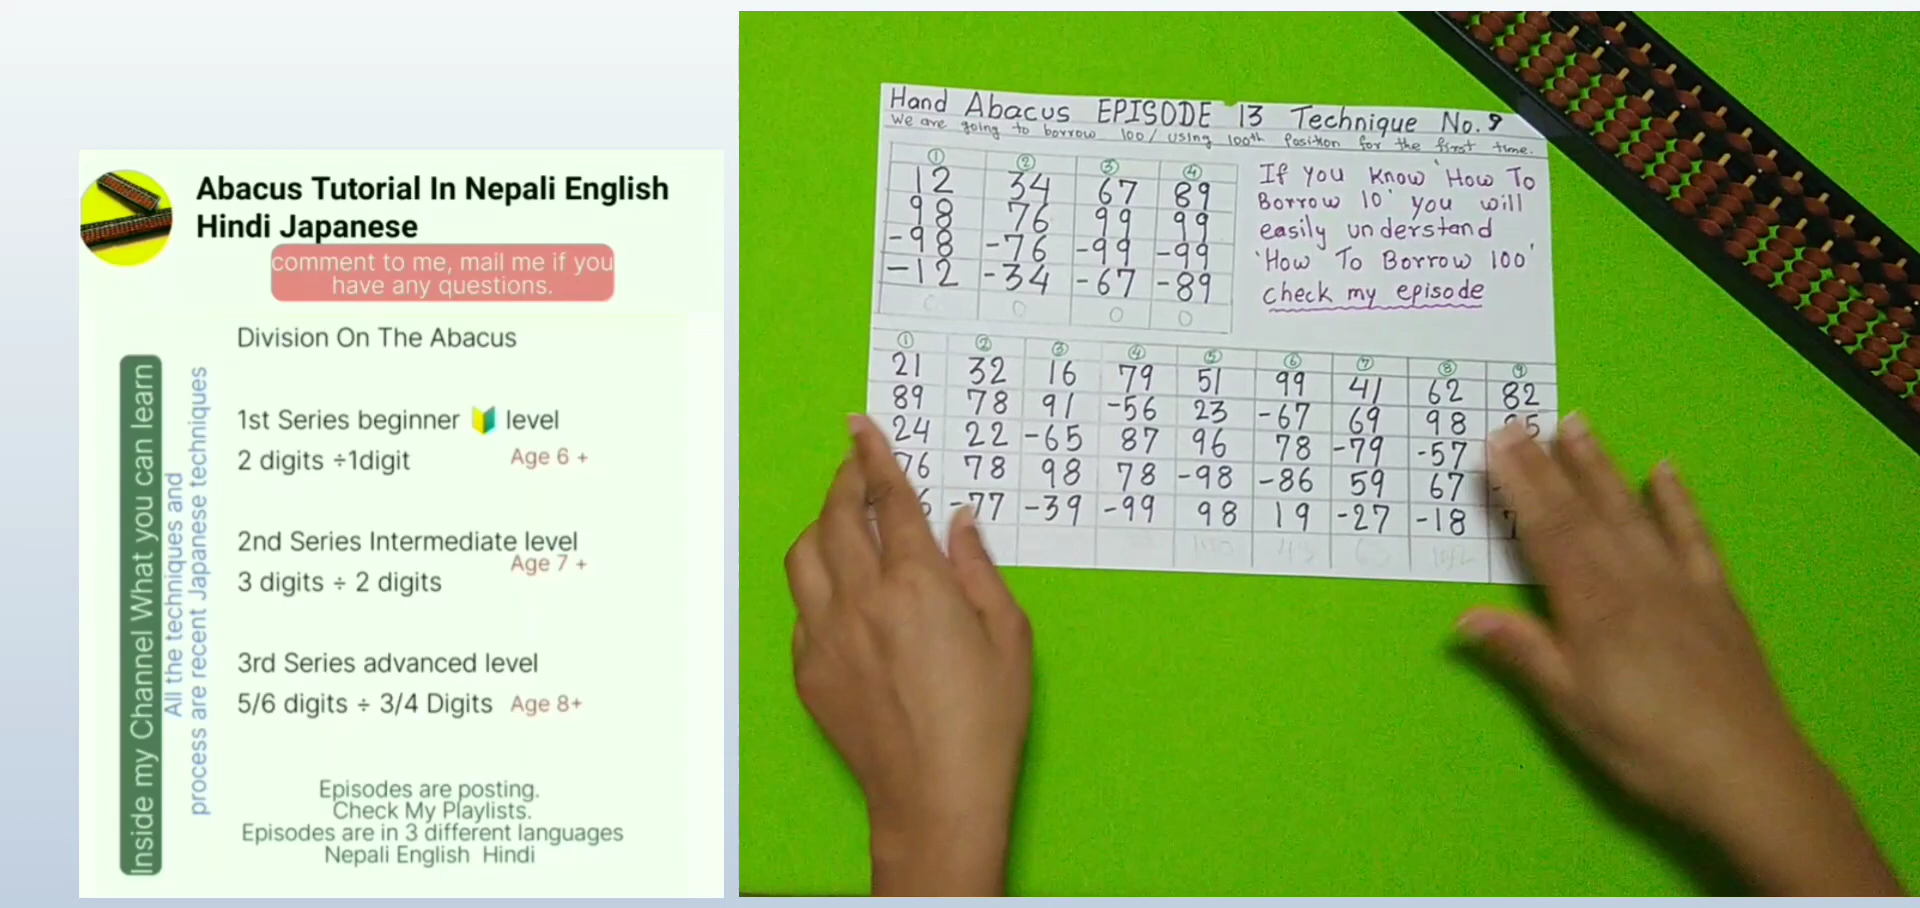 Abacus Tutorial In Nepali English
Hindi Japanese
comment to me, mail me if you
have any questions.
Inside my Channel What you can learn
All the techniques and
process are recent Japanese techniques
Division On The Abacus
1st Series beginner 🔰 level
2 digits ÷1digit Age 6 +
2nd Series Intermediate level
Age 7 +
3 digits ÷ 2 digits
3rd Series advanced level
5/6 digits ÷ 3/4 Digits Age 8+
Episodes are posting.
Check My Playlists.
Episodes are in 3 different languages
Nepali English Hindi
Hand Abacus EPISODE 13 Technique No. 9
We are going to borrow 100/ using 100th Position for the first time.
① ② ③ ④
12 34 67 89
98 76 99 99
-98 -76 -99 -99
-12 -34 -67 -89
0 0 0 0
If you know 'How To
Borrow 10' you will
easily understand
'How To Borrow 100'
check my episode
① ② ③ ④ ⑤ ⑥ ⑦ ⑧ ⑨
21 32 16 79 51 99 41 62 82
89 78 91 -56 23 -67 69 98
24 22 -65 87 96 78 -79 -57
76 78 98 78 -98 -86 59 67
-77 -39 -99 98 19 -27 -18